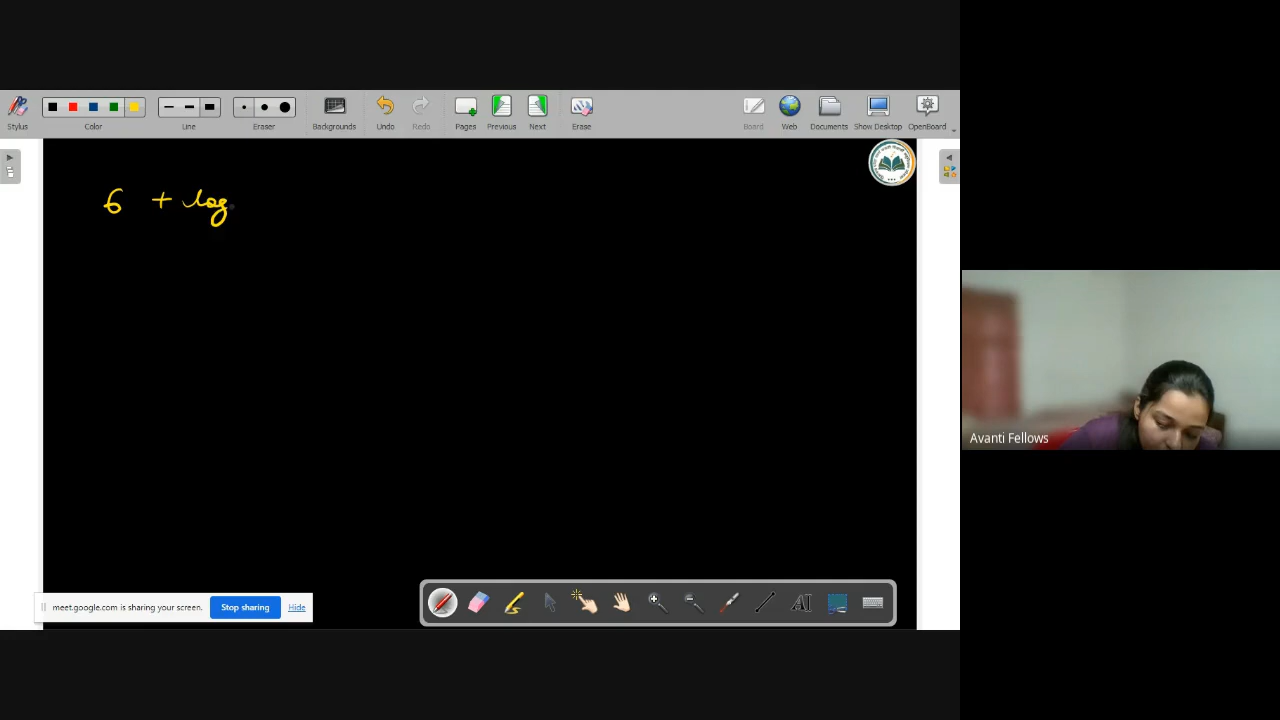 Stylus Color Line Eraser Backgrounds Undo Redo Pages Previous Next Erase Board Web Documents Show Desktop OpenBoard
6 + log
Avanti Fellows
meet.google.com is sharing your screen. Stop sharing Hide
AI